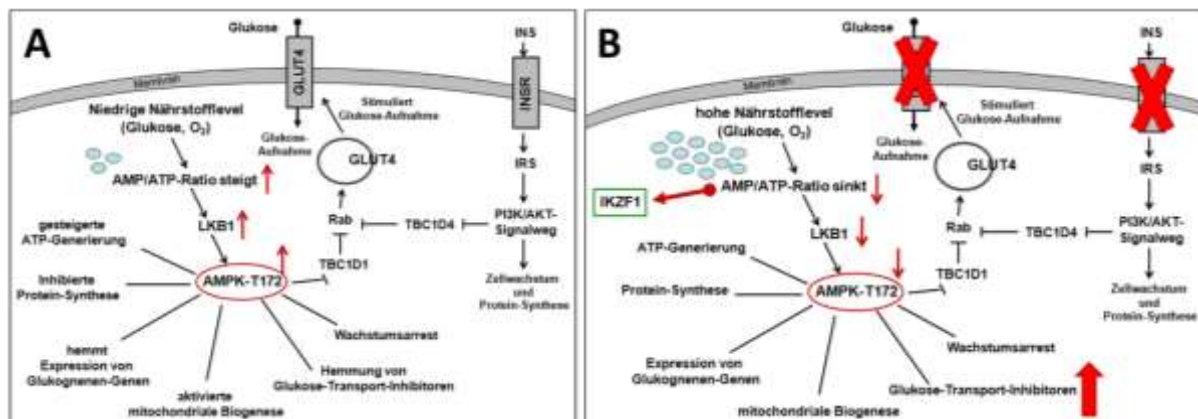 A
Glukose
INS
GLUT4
INSR
Membran
Niedrige Nährstofflevel
(Glukose, O2)
Stimuliert
Glukose-Aufnahme
Glukose-
Aufnahme
GLUT4
IRS
AMP/ATP-Ratio steigt
LKB1
Rab
TBC1D4
PI3K/AKT-
Signalweg
gesteigerte
ATP-Generierung
TBC1D1
Inhibierte
Protein-Synthese
AMPK-T172
Zellwachstum
und
Protein-Synthese
Wachstumsarrest
hemmt
Expression von
Glukognenen-Genen
Hemmung von
Glukose-Transport-Inhibitoren
aktivierte
mitochondriale Biogenese
B
Glukose
INS
Membran
hohe Nährstofflevel
(Glukose, O2)
Stimuliert
Glukose-Aufnahme
Glukose-
Aufnahme
GLUT4
IRS
AMP/ATP-Ratio sinkt
IKZF1
LKB1
Rab
TBC1D4
PI3K/AKT-
Signalweg
ATP-Generierung
TBC1D1
Protein-Synthese
AMPK-T172
Zellwachstum
und
Protein-Synthese
Wachstumsarrest
Expression von
Glukognenen-Genen
Glukose-Transport-Inhibitoren
mitochondriale Biogenese